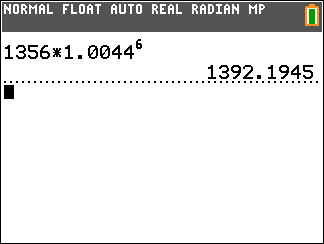 NORMAL FLOAT AUTO REAL RADIAN MP
1356*1.0044⁶
1392.1945